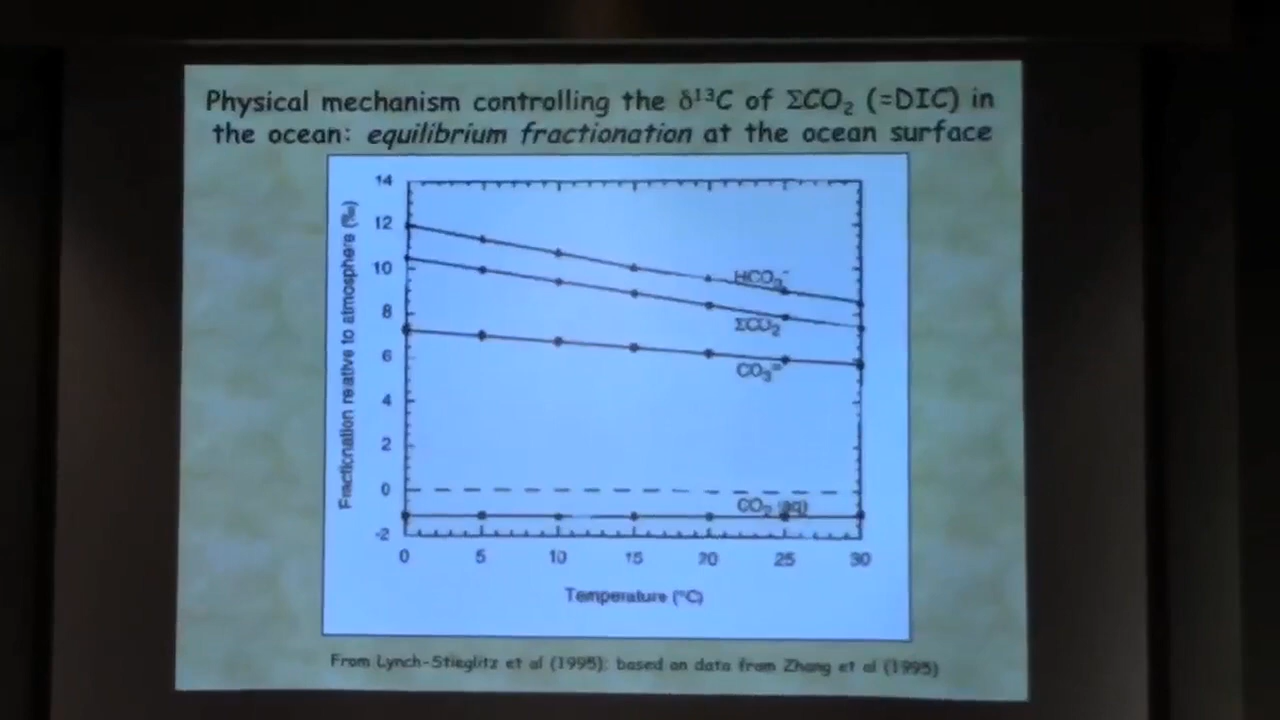 Physical mechanism controlling the δ¹³C of ΣCO₂ (=DIC) in
the ocean: equilibrium fractionation at the ocean surface
14
12
10
8
6
4
2
0
-2
Fractionation relative to atmosphere (‰)
HCO₃⁻
ΣCO₂
CO₃⁼
CO₂ (aq)
0 5 10 15 20 25 30
Temperature (°C)
From Lynch-Stieglitz et al (1995); based on data from Zhang et al (1995)